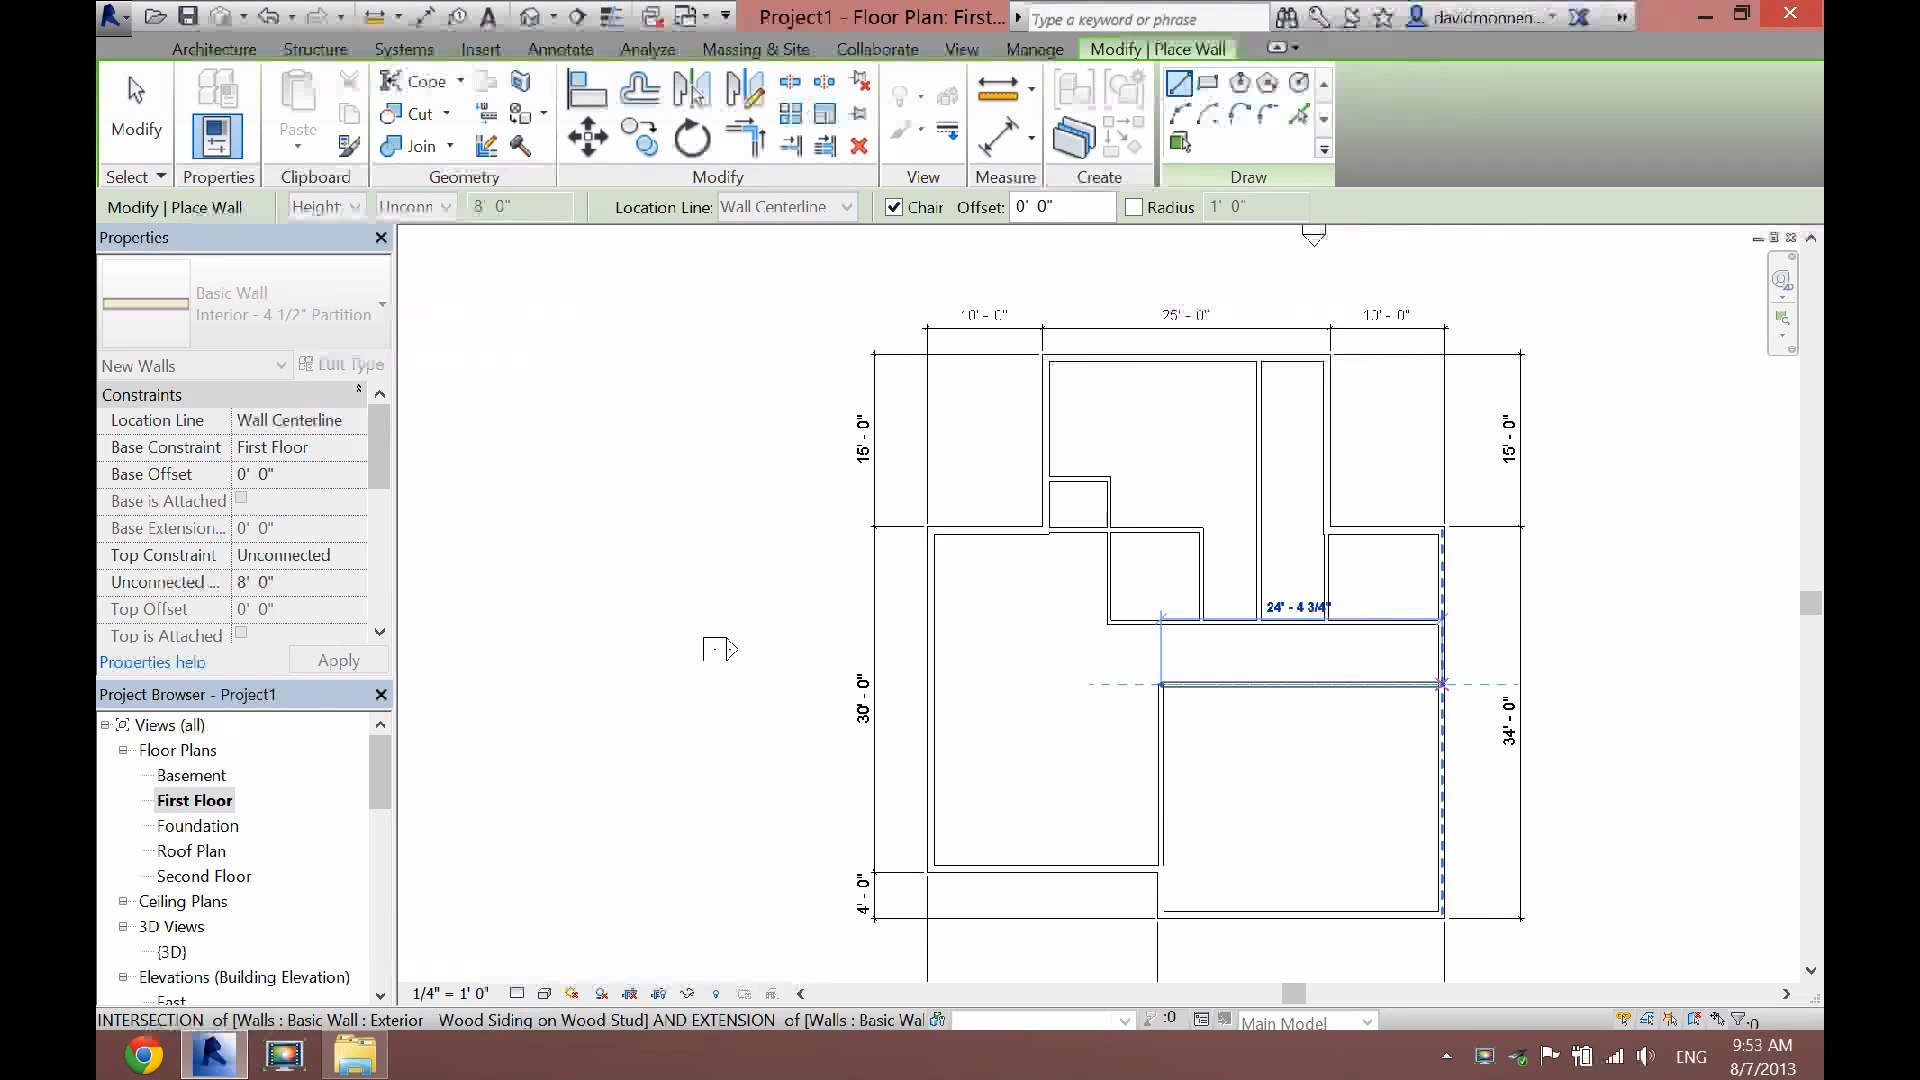 Project1 - Floor Plan: First...
Type a keyword or phrase
davidmonnen...
Architecture Structure Systems Insert Annotate Analyze Massing & Site Collaborate View Manage Modify | Place Wall
Modify
Paste
Cope
Cut
Join
Select Properties Clipboard Geometry Modify View Measure Create Draw
Modify | Place Wall Height Unconn 8' 0" Location Line: Wall Centerline Chair Offset: 0' 0" Radius 1' 0"
Properties
Basic Wall
Interior - 4 1/2" Partition
New Walls Edit Type
Constraints
Location Line Wall Centerline
Base Constraint First Floor
Base Offset 0' 0"
Base is Attached
Base Extension... 0' 0"
Top Constraint Unconnected
Unconnected ... 8' 0"
Top Offset 0' 0"
Top is Attached
Properties help Apply
Project Browser - Project1
Views (all)
Floor Plans
Basement
First Floor
Foundation
Roof Plan
Second Floor
Ceiling Plans
3D Views
{3D}
Elevations (Building Elevation)
East
10' - 0" 25' - 0" 10' - 0"
15' - 0"
15' - 0"
24' - 4 3/4"
30' - 0"
34' - 0"
4' - 0"
1/4" = 1' 0"
INTERSECTION of [Walls : Basic Wall : Exterior Wood Siding on Wood Stud] AND EXTENSION of [Walls : Basic Wal
:0
Main Model
:0
ENG
9:53 AM
8/7/2013